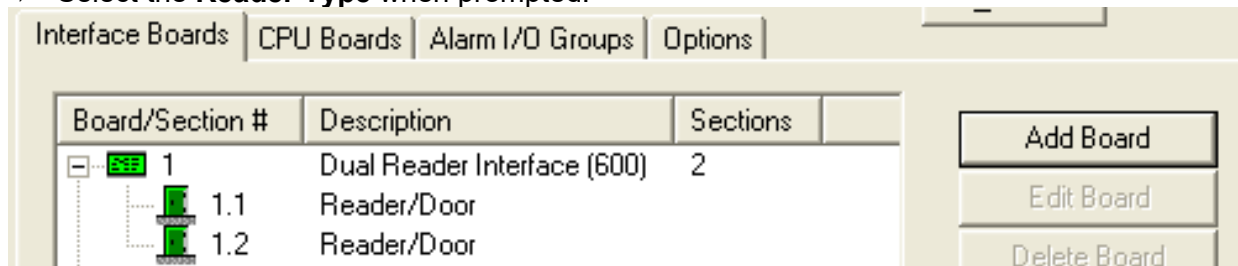 Select the Reader Type when prompted.
Interface Boards CPU Boards Alarm I/O Groups Options
Board/Section # Description Sections
Add Board
1 Dual Reader Interface (600) 2
1.1 Reader/Door
Edit Board
1.2 Reader/Door
Delete Board